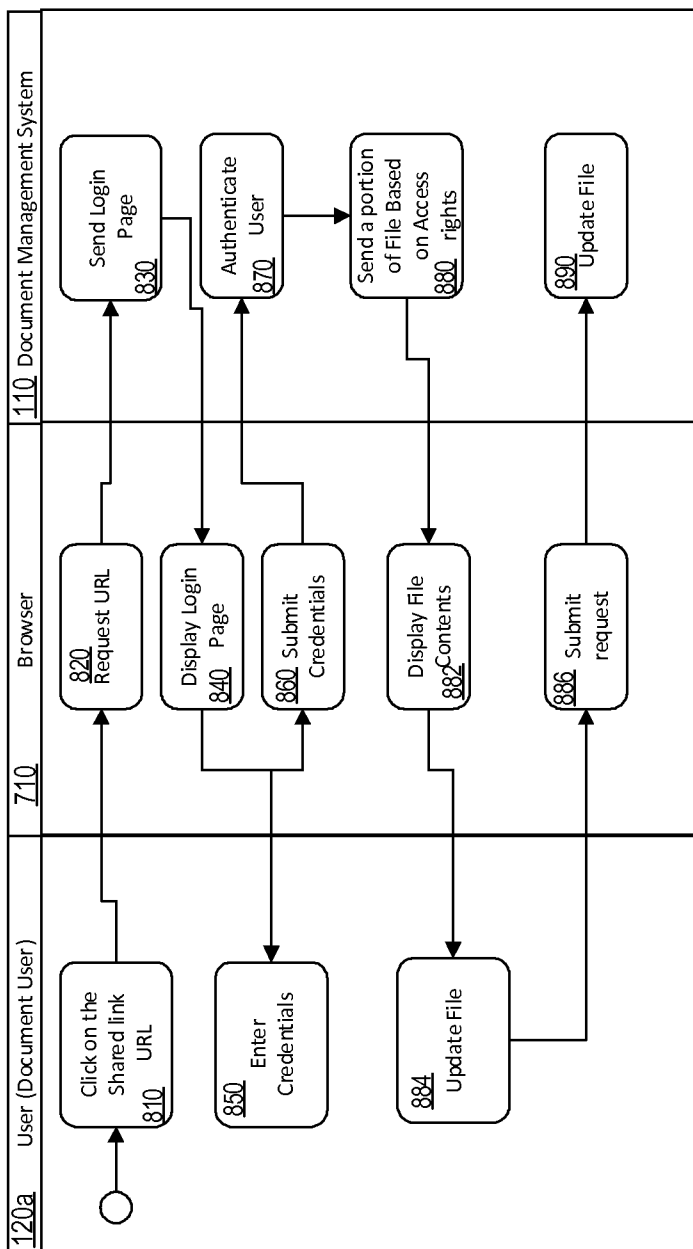 120a User (Document User)
Click on the
Shared link
URL
810
850
Enter
Credentials
884
Update File
710 Browser
820
Request URL
Display Login
Page
840
860 Submit
Credentials
Display File
Contents
882
886 Submit
request
110 Document Management System
Send Login
Page
830
Authenticate
User
870
Send a portion
of File Based
on Access
rights
880
890
Update File